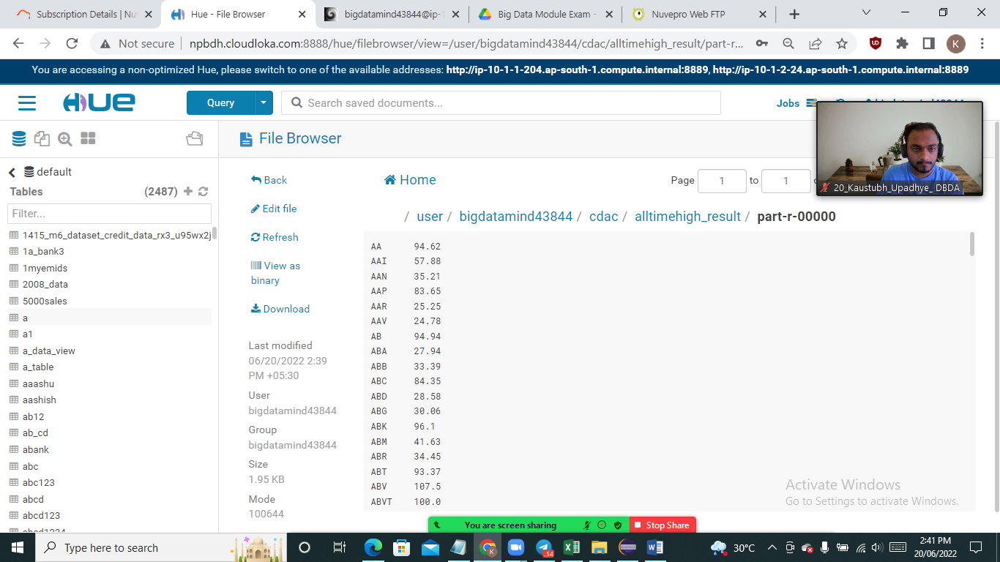 Subscription Details | Nu
Hue - File Browser
bigdatamind43844@ip-1
Big Data Module Exam -
Nuvepro Web FTP
Not secure
npbdh.cloudloka.com:8888/hue/filebrowser/view=/user/bigdatamind43844/cdac/alltimehigh_result/part-r...
K
You are accessing a non-optimized Hue, please switch to one of the available addresses: http://ip-10-1-1-204.ap-south-1.compute.internal:8889, http://ip-10-1-2-24.ap-south-1.compute.internal:8889
HUE
Query
Search saved documents...
Jobs
File Browser
default
Tables
(2487)
Filter...
1415_m6_dataset_credit_data_rx3_u95wx2j
1a_bank3
1myemids
2008_data
5000sales
a
a1
a_data_view
a_table
aaashu
aashish
ab12
ab_cd
abank
abc
abc123
abcd
abcd123
abcd1234
Back
Edit file
Refresh
View as
binary
Download
Last modified
06/20/2022 2:39
PM +05:30
User
bigdatamind43844
Group
bigdatamind43844
Size
1.95 KB
Mode
100644
Home
Page 1 to 1
/ user / bigdatamind43844 / cdac / alltimehigh_result / part-r-00000
AA 94.62
AAI 57.88
AAN 35.21
AAP 83.65
AAR 25.25
AAV 24.78
AB 94.94
ABA 27.94
ABB 33.39
ABC 84.35
ABD 28.58
ABG 30.06
ABK 96.1
ABM 41.63
ABR 34.45
ABT 93.37
ABV 107.5
ABVT 100.0
20_Kaustubh_Upadhye_ DBDA
Activate Windows
Go to Settings to activate Windows.
You are screen sharing
Stop Share
Type here to search
K
54
30°C
2:41 PM
20/06/2022